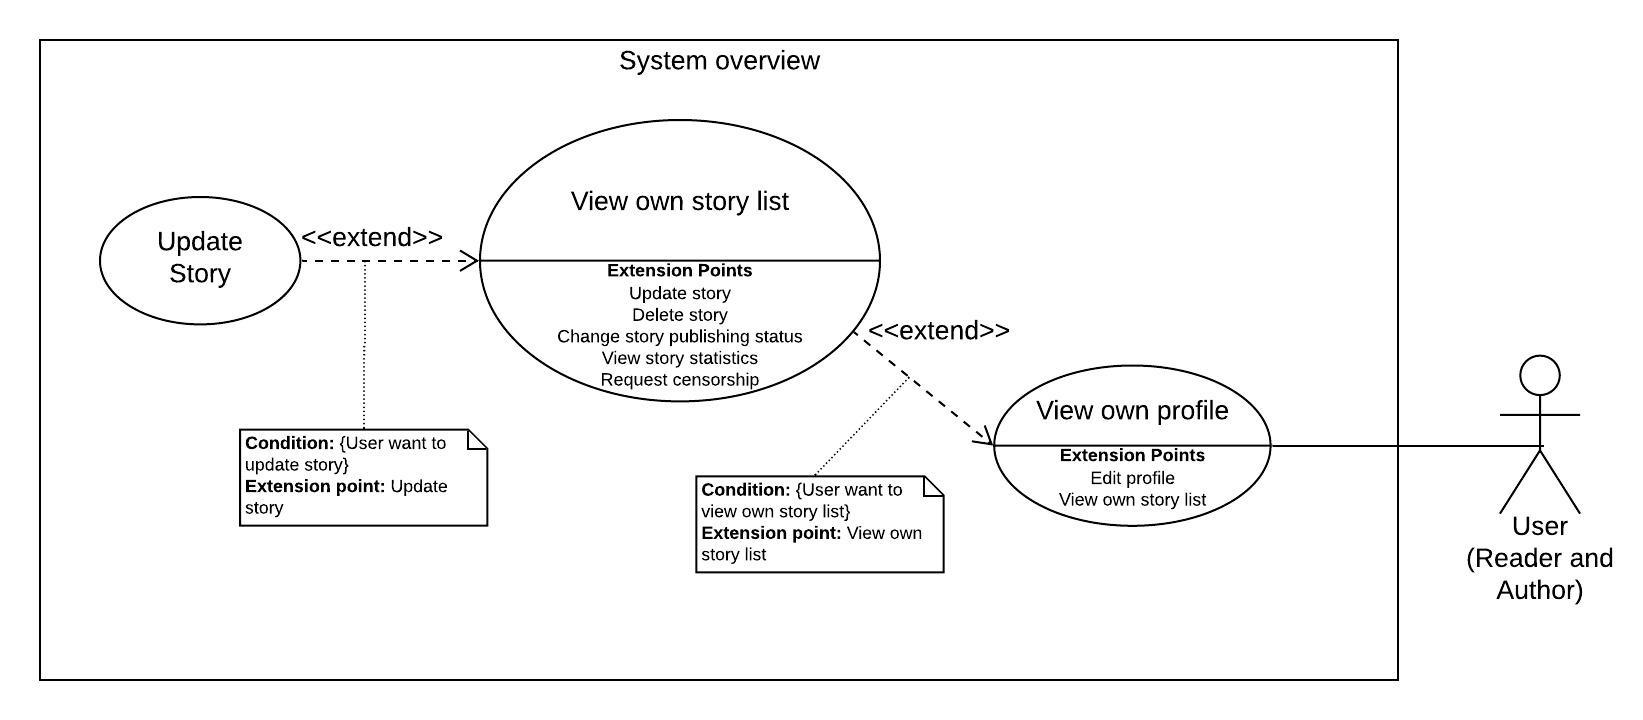 System overview
View own story list
Update
Story
<<extend>>
Extension Points
Update story
Delete story
Change story publishing status
View story statistics
Request censorship
<<extend>>
View own profile
Extension Points
Edit profile
View own story list
Condition: {User want to
update story}
Extension point: Update
story
Condition: {User want to
view own story list}
Extension point: View own
story list
User
(Reader and
Author)